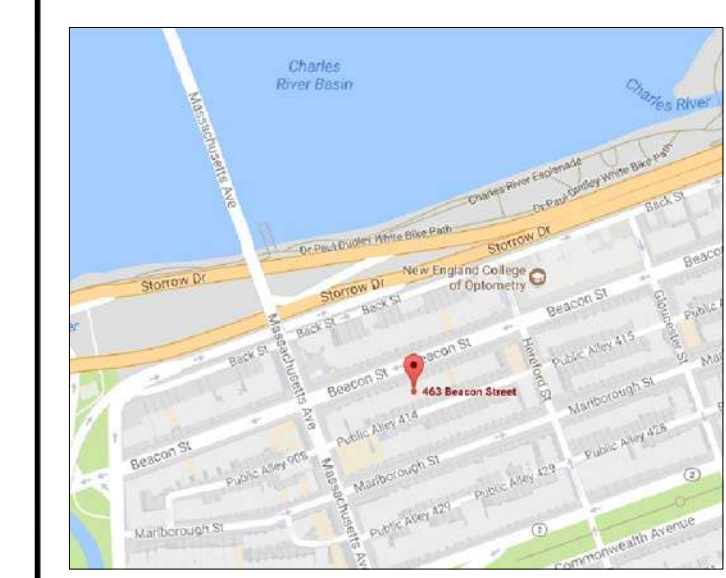 Charles
River Basin
Charles River
Massachusetts Ave
Charles River Esplanade
Dr. Paul Dudley White Bike Path
Dr. Paul Dudley White Bike Path
Back St
Storrow Dr
Storrow Dr
Storrow Dr
New England College
of Optometry
Beacon St
Gloucester St
Back St
Back St
Back St
Massachusetts Ave
Beacon St
Hereford St
Public Alley 415
Beacon St
463 Beacon Street
Marlborough St
Public Alley 414
Public Alley 428
Beacon St
Public Alley 908
Marlborough St
Public Alley 429
Massachusetts Ave
Public Alley 429
Marlborough St
Commonwealth Avenue